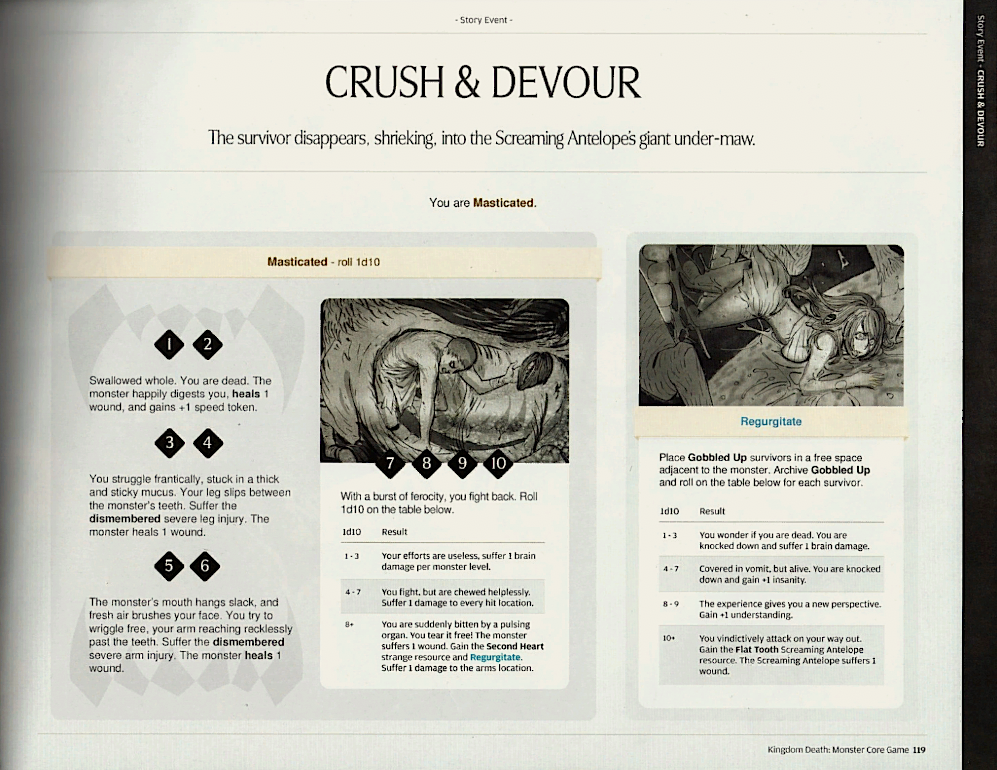 - Story Event -
Story Event - CRUSH & DEVOUR
CRUSH & DEVOUR
The survivor disappears, shrieking, into the Screaming Antelope's giant under-maw.
You are Masticated.
Masticated - roll 1d10
1 2
Swallowed whole. You are dead. The
monster happily digests you, heals 1
wound, and gains +1 speed token.
3 4
You struggle frantically, stuck in a thick
and sticky mucus. Your leg slips between
the monster's teeth. Suffer the
dismembered severe leg injury. The
monster heals 1 wound.
5 6
The monster's mouth hangs slack, and
fresh air brushes your face. You try to
wriggle free, your arm reaching recklessly
past the teeth. Suffer the dismembered
severe arm injury. The monster heals 1
wound.
7 8 9 10
With a burst of ferocity, you fight back. Roll
1d10 on the table below.
1d10 Result
1 - 3 Your efforts are useless, suffer 1 brain
damage per monster level.
4 - 7 You fight, but are chewed helplessly.
Suffer 1 damage to every hit location.
8+ You are suddenly bitten by a pulsing
organ. You tear it free! The monster
suffers 1 wound. Gain the Second Heart
strange resource and Regurgitate.
Suffer 1 damage to the arms location.
Regurgitate
Place Gobbled Up survivors in a free space
adjacent to the monster. Archive Gobbled Up
and roll on the table below for each survivor.
1d10 Result
1 - 3 You wonder if you are dead. You are
knocked down and suffer 1 brain damage.
4 - 7 Covered in vomit, but alive. You are knocked
down and gain +1 insanity.
8 - 9 The experience gives you a new perspective.
Gain +1 understanding.
10+ You vindictively attack on your way out.
Gain the Flat Tooth Screaming Antelope
resource. The Screaming Antelope suffers 1
wound.
Kingdom Death: Monster Core Game 119